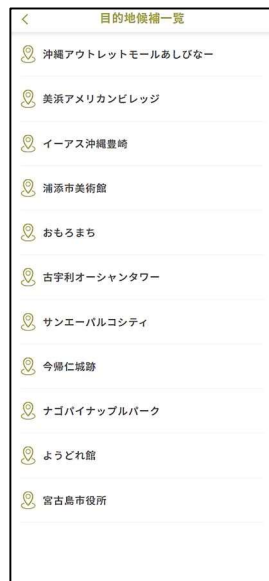 目的地候補一覧
沖縄アウトレットモールあしびなー
美浜アメリカンビレッジ
イーアス沖縄豊崎
浦添市美術館
おもろまち
古宇利オーシャンタワー
サンエーパルコシティ
今帰仁城跡
ナゴパイナップルパーク
ようどれ館
宮古島市役所